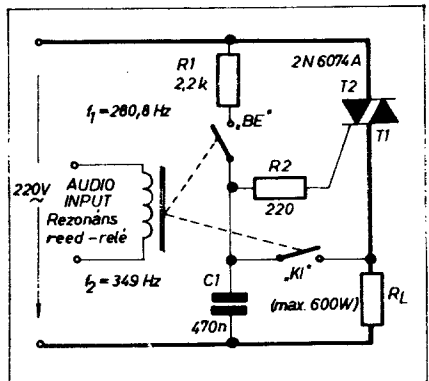 R1
2,2k
2N 6074A
T2
f1=280,8 Hz
„BE"
T1
R2
220
220V
~
AUDIO
INPUT
Rezonáns
reed-relé
„KI"
f2=349 Hz
C1
470n
(max. 600W)
RL